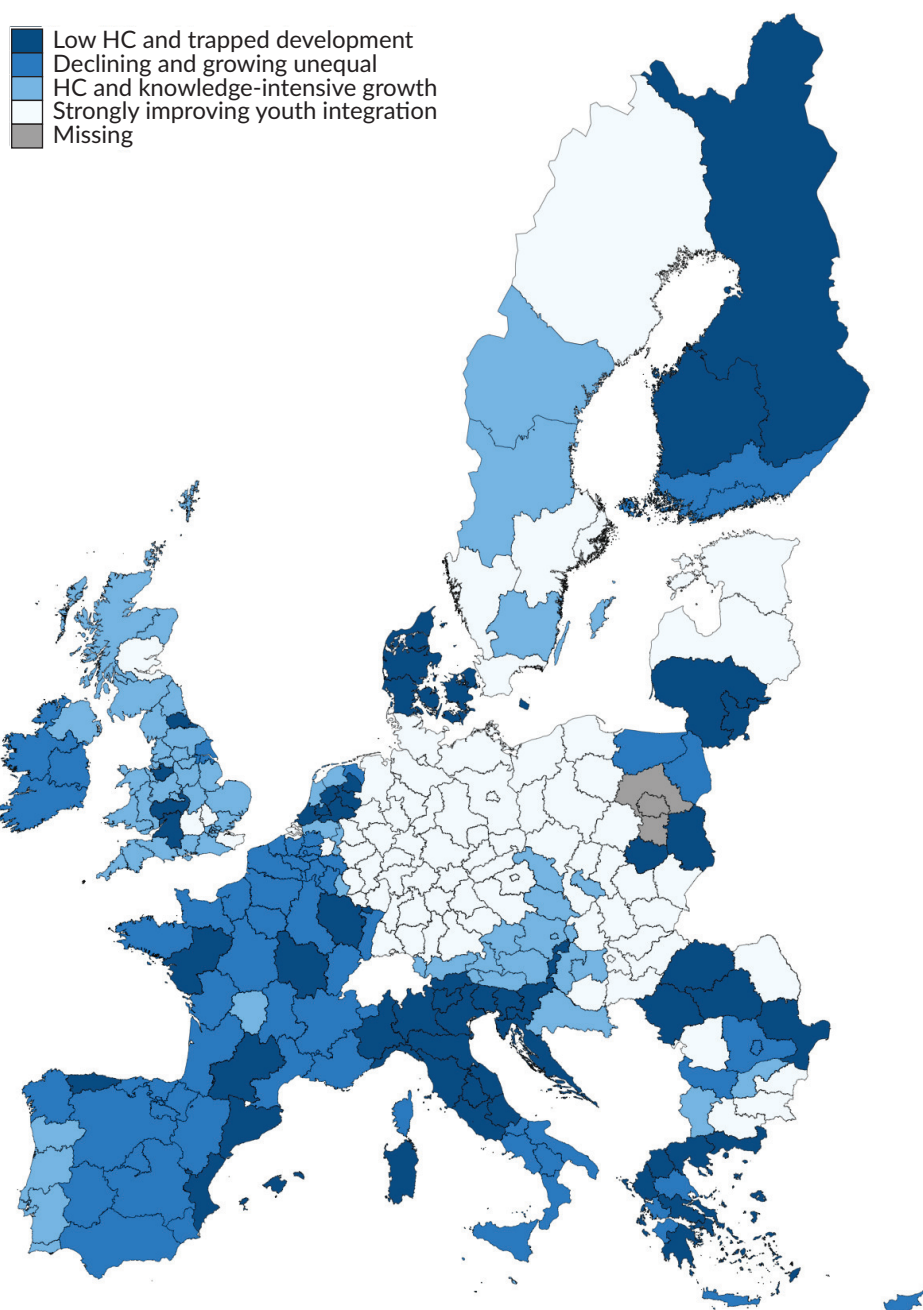 Low HC and trapped development
Declining and growing unequal
HC and knowledge-intensive growth
Strongly improving youth integration
Missing